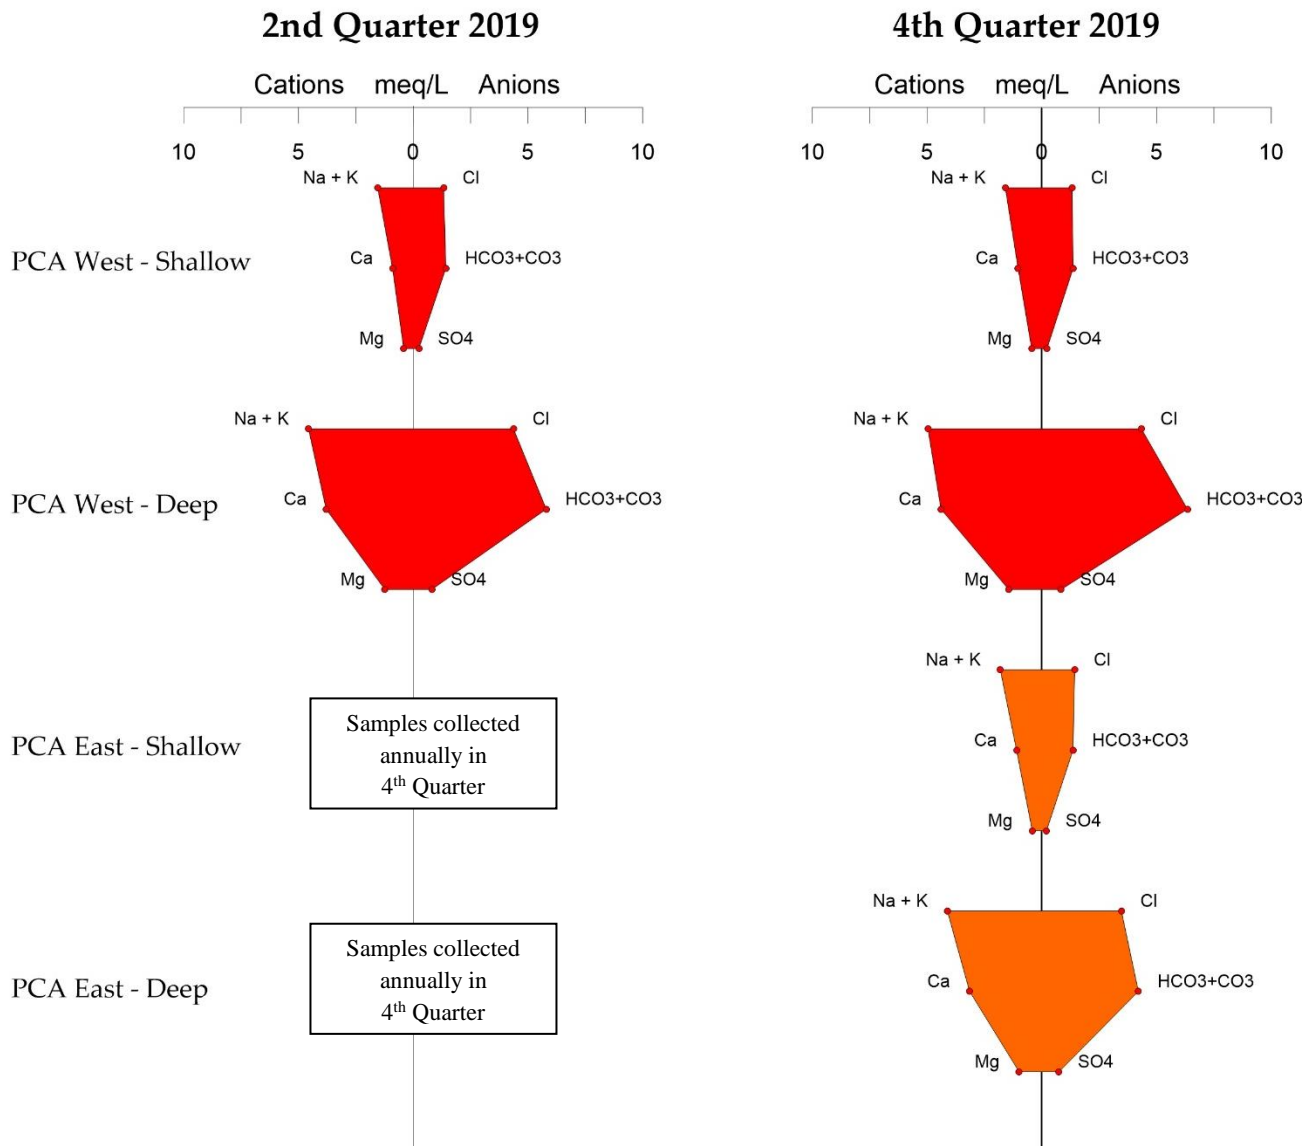 2nd Quarter 2019
4th Quarter 2019
Cations meq/L Anions
Cations meq/L Anions
10 5 0 5 10
10 5 0 5 10
Na + K Cl
Na + K Cl
PCA West - Shallow
Ca HCO3+CO3
Ca HCO3+CO3
Mg SO4
Mg SO4
Na + K Cl
Na + K Cl
PCA West - Deep
Ca HCO3+CO3
Ca HCO3+CO3
Mg SO4
Mg SO4
Na + K Cl
PCA East - Shallow
Samples collected
annually in
4th Quarter
Ca HCO3+CO3
Mg SO4
Na + K Cl
PCA East - Deep
Samples collected
annually in
4th Quarter
Ca HCO3+CO3
Mg SO4